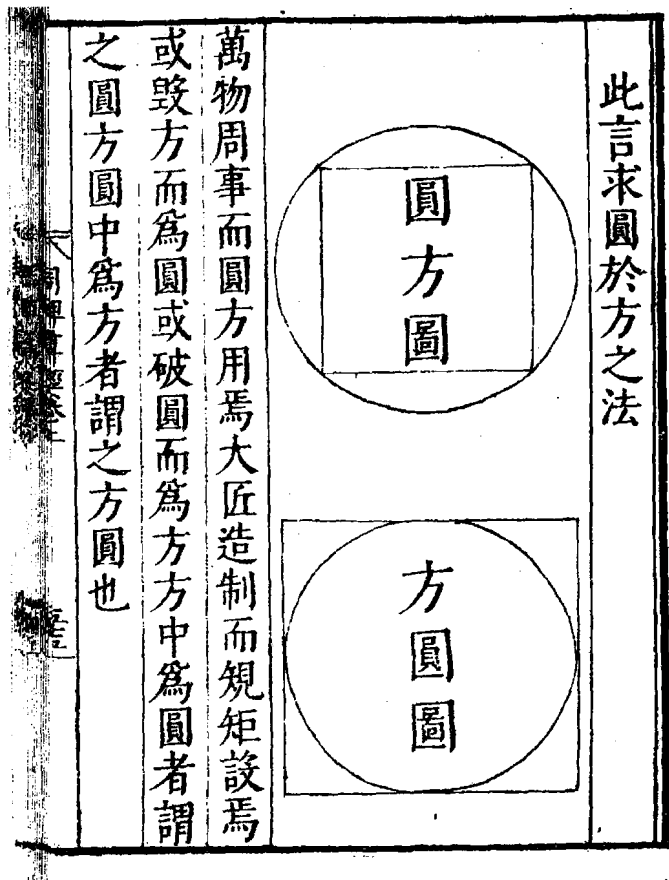 此言求圓於方之法
圓方圖
方圓圖
萬物周事而圓方用焉大匠造制而規矩設焉
或毀方而爲圓或破圓而爲方方中爲圓者謂
之圓方圓中爲方者謂之方圓也